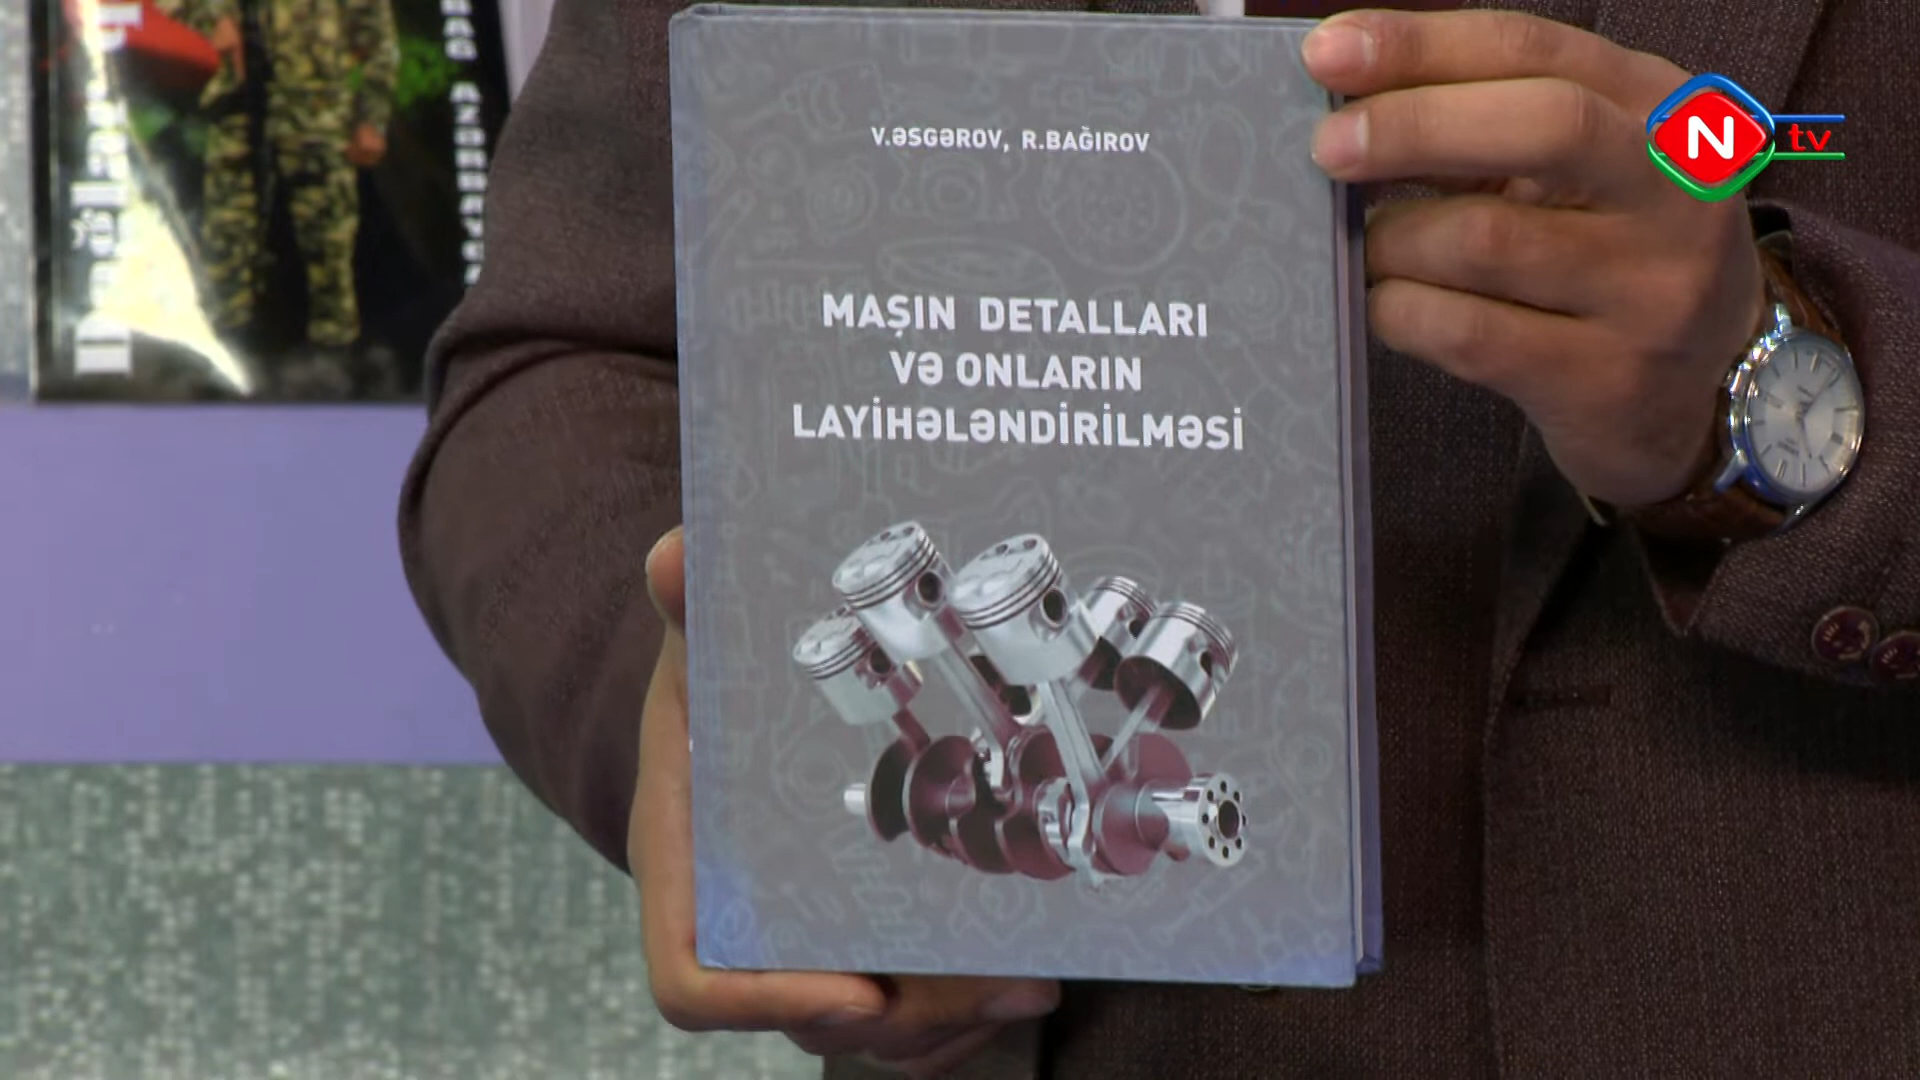 V.ƏSGƏROV, R.BAĞIROV
MAŞIN DETALLARI
VƏ ONLARIN
LAYİHƏLƏNDİRİLMƏSİ
N tv